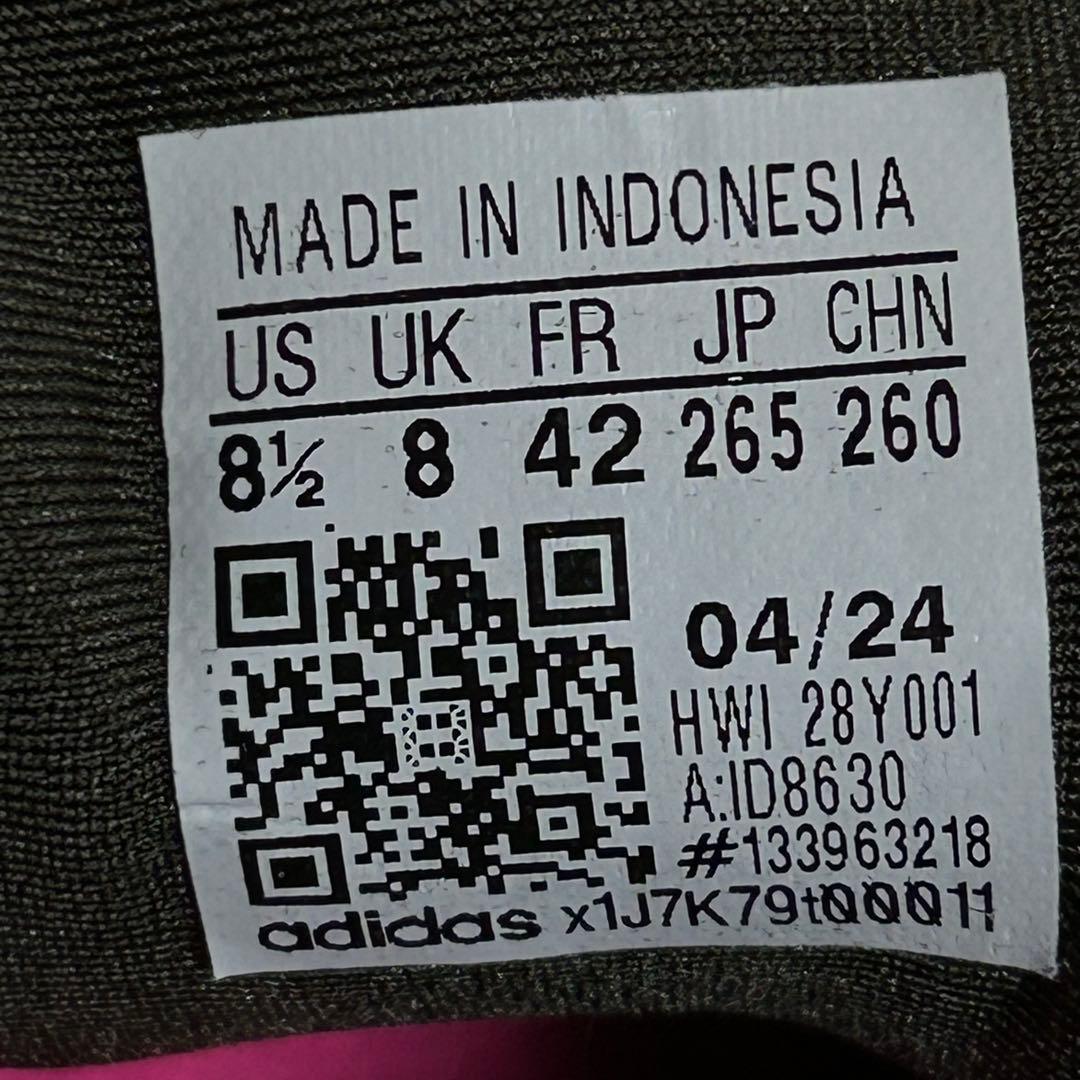 MADE IN INDONESIA
US UK FR JP CHN
8½ 8 42 265 260
04/24
HWI 28Y001
A:ID8630
#133963218
adidas x1J7K79t00011